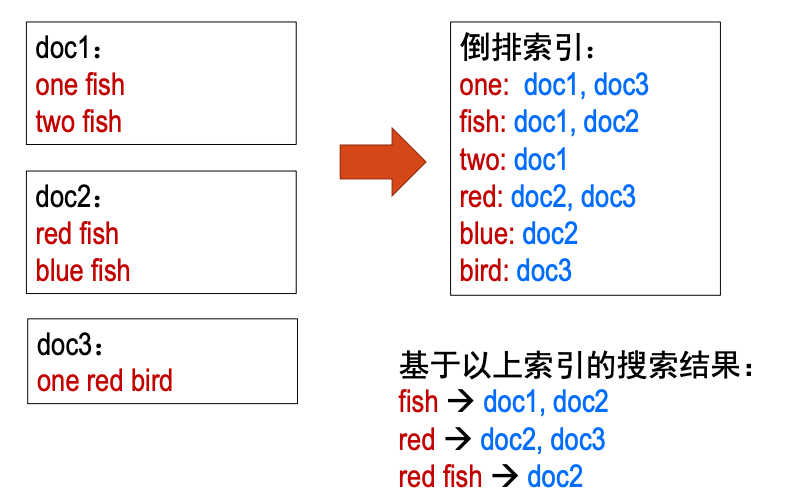 doc1：
one fish
two fish
doc2：
red fish
blue fish
doc3：
one red bird
倒排索引：
one: doc1, doc3
fish: doc1, doc2
two: doc1
red: doc2, doc3
blue: doc2
bird: doc3
基于以上索引的搜索结果：
fish → doc1, doc2
red → doc2, doc3
red fish → doc2